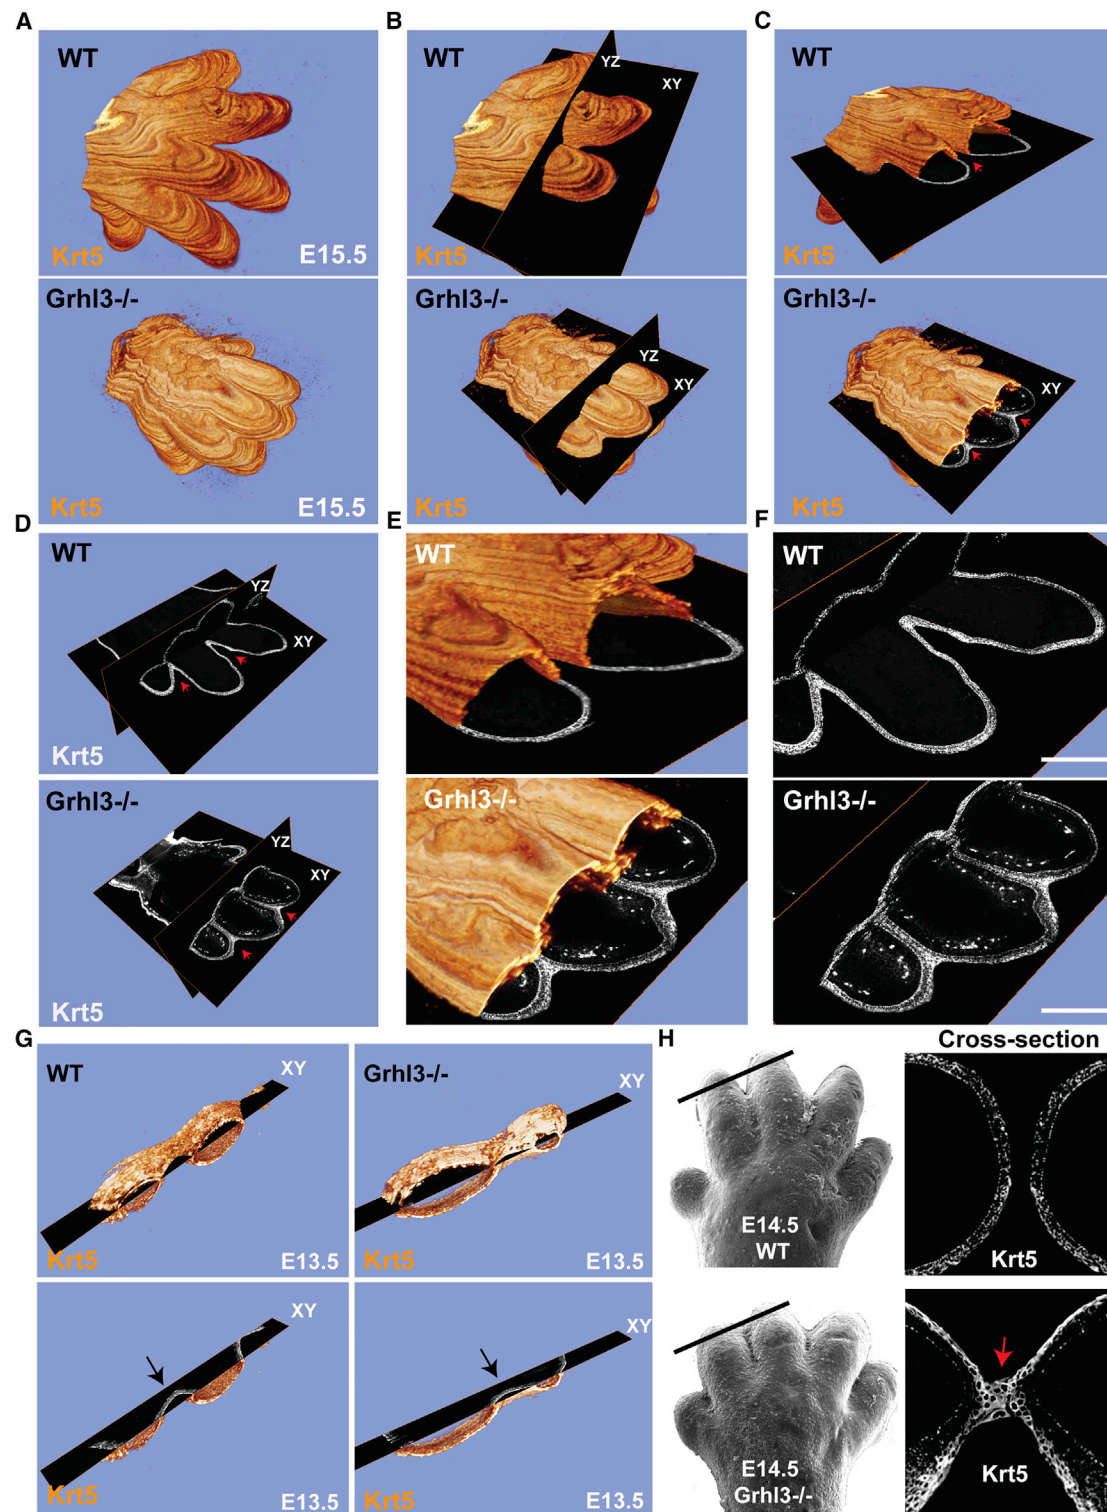 A
WT
Krt5
E15.5
Grhl3-/-
Krt5
E15.5
B
WT
YZ
XY
Krt5
Grhl3-/-
YZ
XY
Krt5
C
WT
Krt5
Grhl3-/-
XY
Krt5
D
WT
YZ
XY
Krt5
Grhl3-/-
YZ
XY
Krt5
E
WT
Grhl3-/-
F
WT
Grhl3-/-
G
WT
XY
Krt5
E13.5
Grhl3-/-
XY
Krt5
E13.5
XY
Krt5
E13.5
XY
Krt5
E13.5
H
Cross-section
E14.5
WT
Krt5
E14.5
Grhl3-/-
Krt5